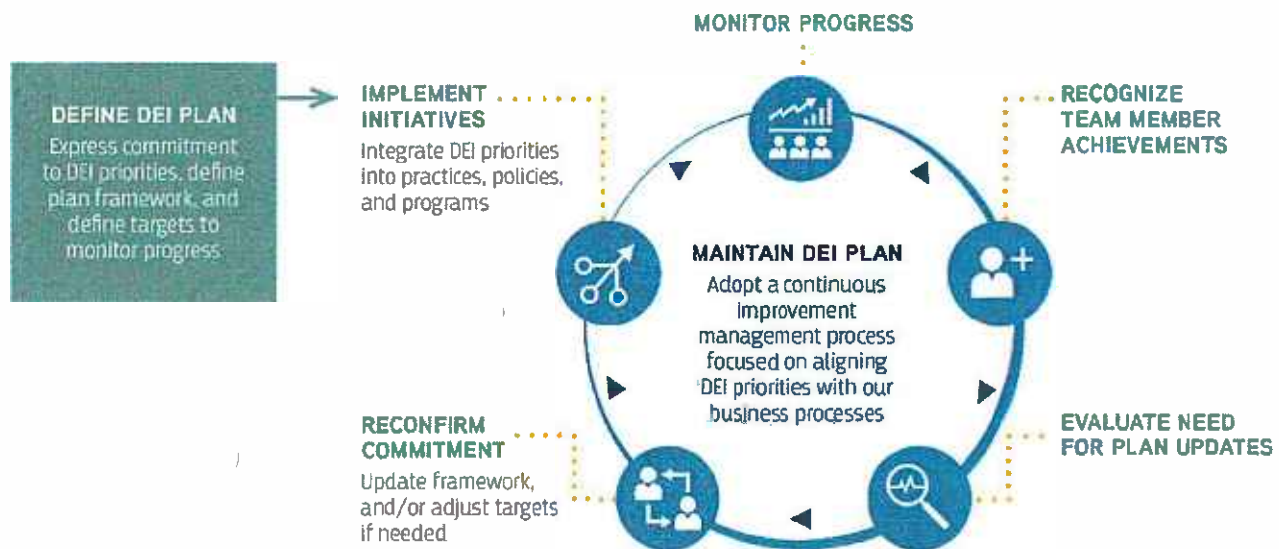 MONITOR PROGRESS
DEFINE DEI PLAN
Express commitment
to DEI priorities, define
plan framework, and
define targets to
monitor progress
IMPLEMENT
INITIATIVES
Integrate DEI priorities
into practices, policies,
and programs
RECOGNIZE
TEAM MEMBER
ACHIEVEMENTS
MAINTAIN DEI PLAN
Adopt a continuous
improvement
management process
focused on aligning
DEI priorities with our
business processes
RECONFIRM
COMMITMENT
Update framework,
and/or adjust targets
if needed
EVALUATE NEED
FOR PLAN UPDATES